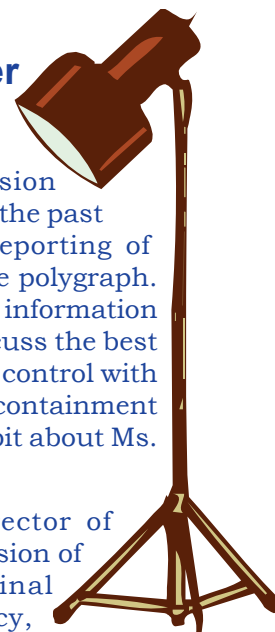 er
sion
the past
eporting of
e polygraph.
information
cuss the best
control with
containment
bit about Ms.
ector of
sion of
inal
cy,